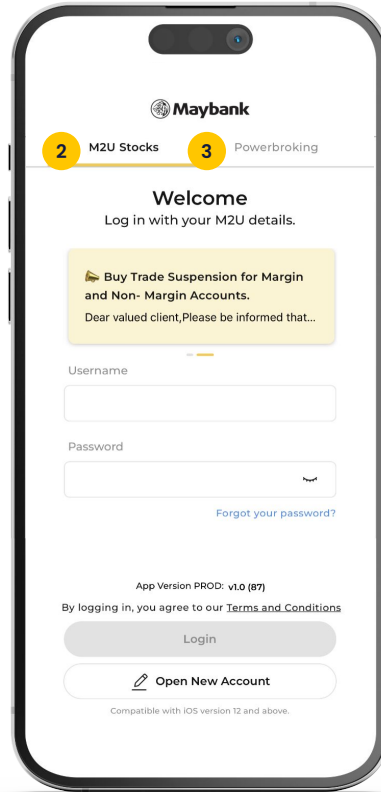 Maybank
2 M2U Stocks 3 Powerbroking
Welcome
Log in with your M2U details.
Buy Trade Suspension for Margin
and Non- Margin Accounts.
Dear valued client,Please be informed that...
Username
Password
Forgot your password?
App Version PROD: v1.0 (87)
By logging in, you agree to our Terms and Conditions
Login
Open New Account
Compatible with iOS version 12 and above.